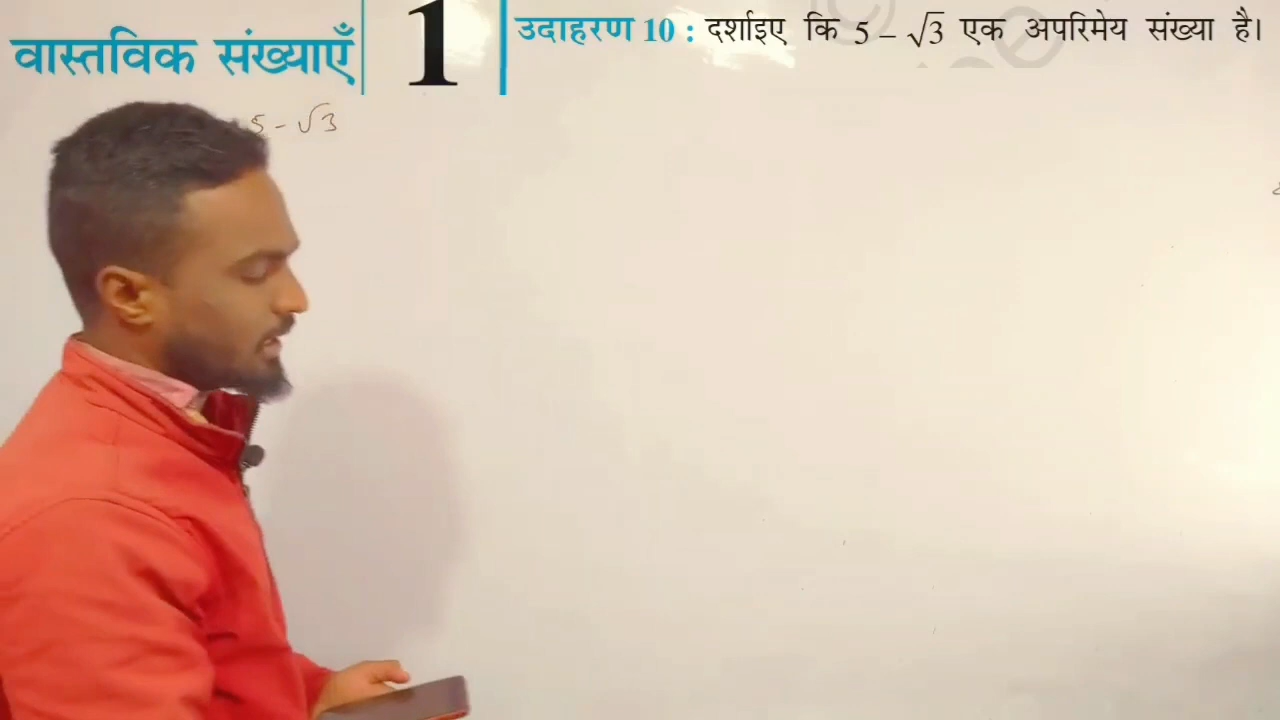 वास्तविक संख्याएँ
1
उदाहरण 10 : दर्शाइए कि 5 – √3 एक अपरिमेय संख्या है।
5 - √3